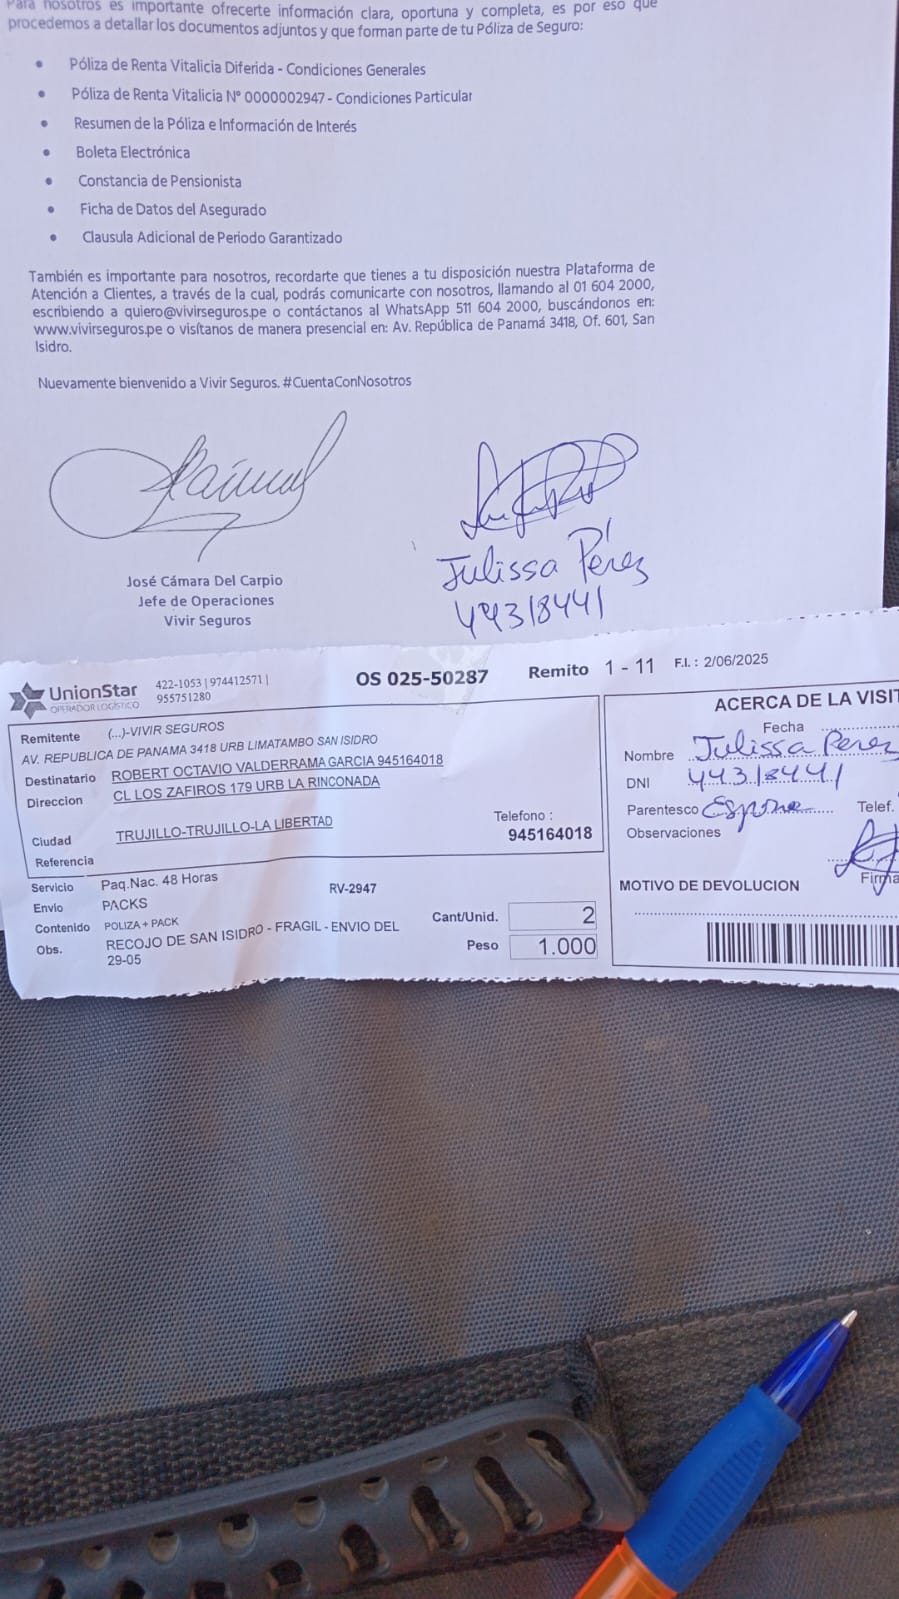 Para nosotros es importante ofrecerte información clara, oportuna y completa, es por eso que
procedemos a detallar los documentos adjuntos y que forman parte de tu Póliza de Seguro:
• Póliza de Renta Vitalicia Diferida - Condiciones Generales
• Póliza de Renta Vitalicia N° 0000002947 - Condiciones Particular
• Resumen de la Póliza e Información de Interés
• Boleta Electrónica
• Constancia de Pensionista
• Ficha de Datos del Asegurado
• Clausula Adicional de Periodo Garantizado
También es importante para nosotros, recordarte que tienes a tu disposición nuestra Plataforma de
Atención a Clientes, a través de la cual, podrás comunicarte con nosotros, llamando al 01 604 2000,
escribiendo a quiero@vivirseguros.pe o contáctanos al WhatsApp 511 604 2000, buscándonos en:
www.vivirseguros.pe o visítanos de manera presencial en: Av. República de Panamá 3418, Of. 601, San
Isidro.
Nuevamente bienvenido a Vivir Seguros. #CuentaConNosotros
José Cámara Del Carpio
Jefe de Operaciones
Vivir Seguros
Julissa Pérez
44318441
UnionStar
OPERADOR LOGÍSTICO
422-1053 | 974412571 |
955751280
OS 025-50287
Remito 1 - 11 F.I. : 2/06/2025
Remitente (...)-VIVIR SEGUROS
AV. REPUBLICA DE PANAMA 3418 URB LIMATAMBO SAN ISIDRO
Destinatario ROBERT OCTAVIO VALDERRAMA GARCIA 945164018
Direccion CL LOS ZAFIROS 179 URB LA RINCONADA
Telefono :
945164018
Ciudad TRUJILLO-TRUJILLO-LA LIBERTAD
Referencia
Servicio Paq.Nac. 48 Horas RV-2947
Envio PACKS
Contenido POLIZA + PACK
Obs. RECOJO DE SAN ISIDRO - FRAGIL - ENVIO DEL
29-05
Cant/Unid. 2
Peso 1.000
ACERCA DE LA VISIT
Fecha
Nombre Julissa Perez
DNI 44318441
Parentesco Esposa Telef.
Observaciones
Firma
MOTIVO DE DEVOLUCION